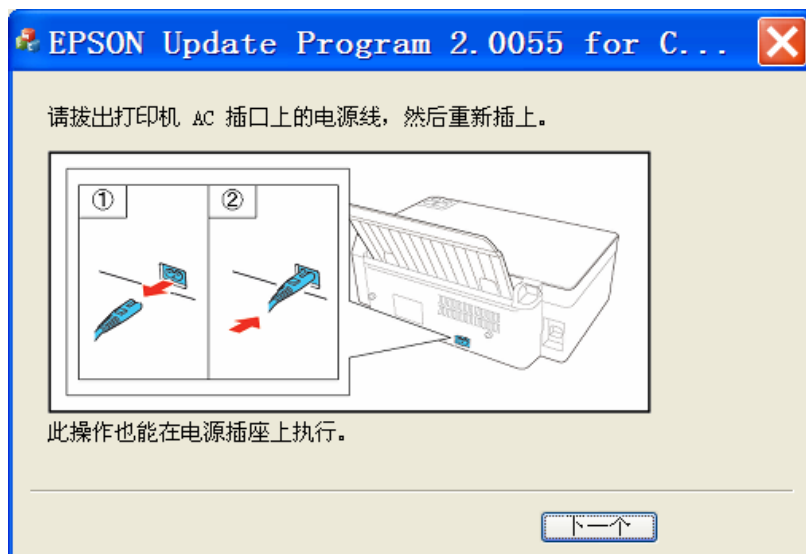 EPSON Update Program 2.0055 for C...
请拔出打印机 AC 插口上的电源线，然后重新插上。
① ②
此操作也能在电源插座上执行。
下一个